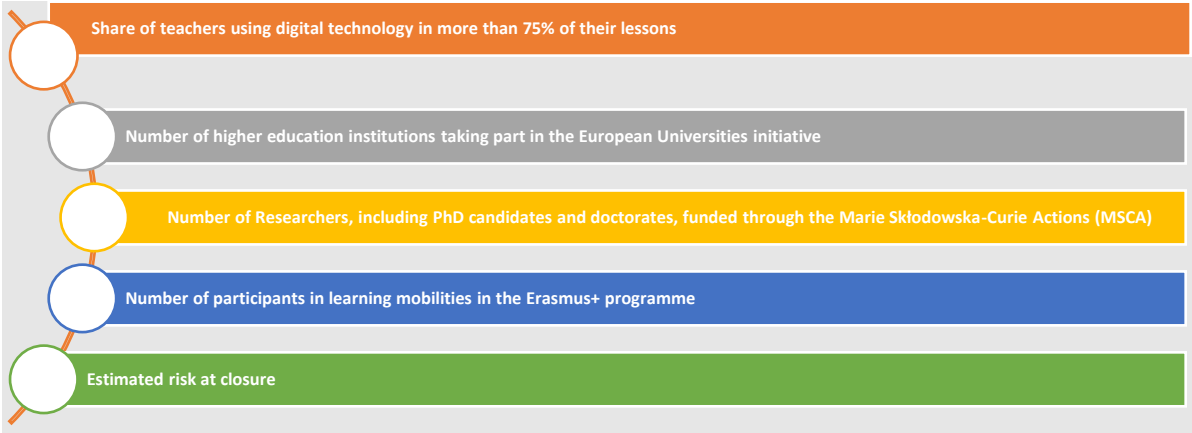 Share of teachers using digital technology in more than 75% of their lessons
Number of higher education institutions taking part in the European Universities initiative
Number of Researchers, including PhD candidates and doctorates, funded through the Marie Skłodowska-Curie Actions (MSCA)
Number of participants in learning mobilities in the Erasmus+ programme
Estimated risk at closure